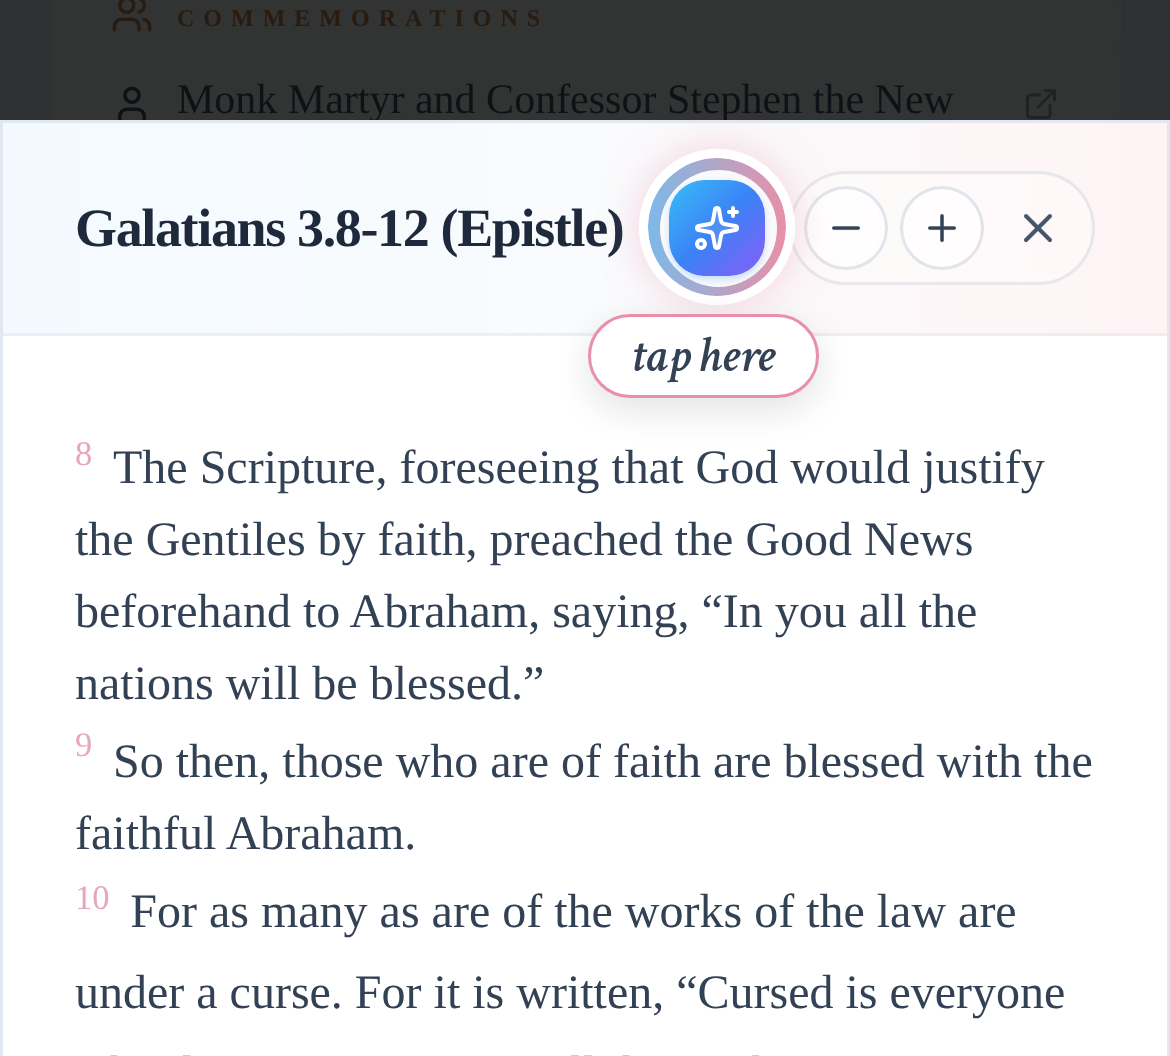 COMMEMORATIONS
Monk Martyr and Confessor Stephen the New
Galatians 3.8-12 (Epistle)
tap here
8 The Scripture, foreseeing that God would justify
the Gentiles by faith, preached the Good News
beforehand to Abraham, saying, “In you all the
nations will be blessed.”
9 So then, those who are of faith are blessed with the
faithful Abraham.
10 For as many as are of the works of the law are
under a curse. For it is written, “Cursed is everyone